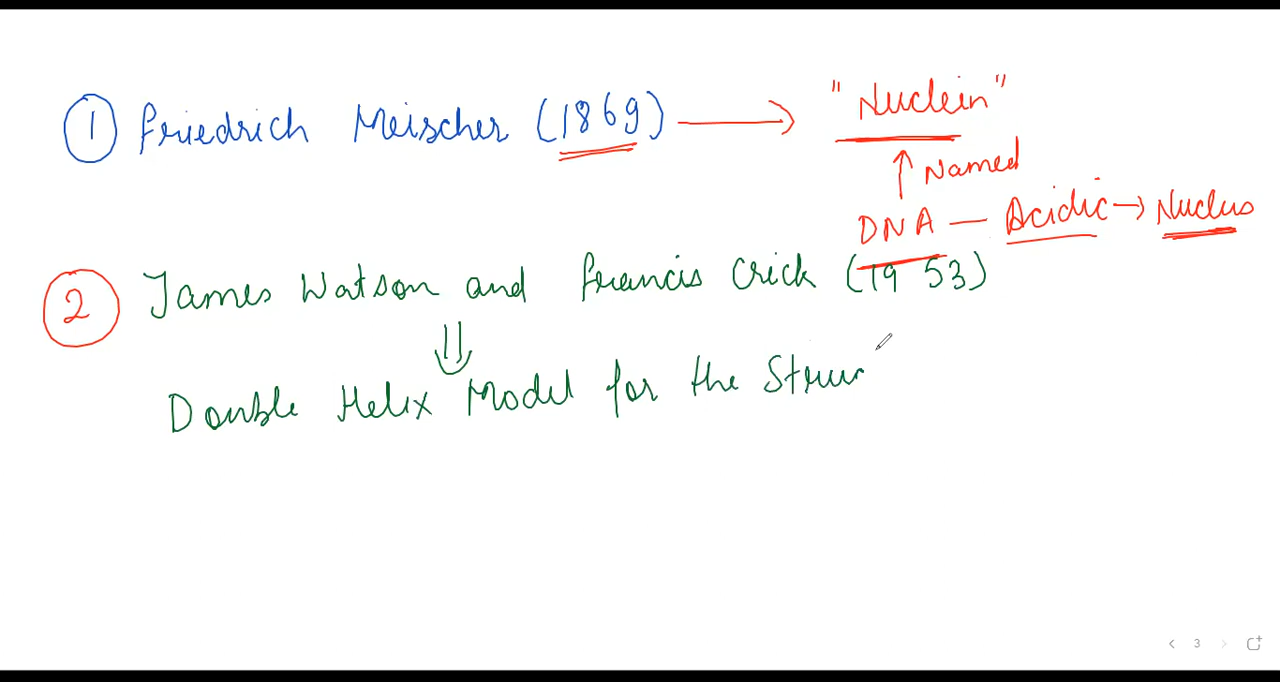 1 Friedrich Meischer (1869) → "Nuclein"
↑ Named
DNA — Acidic → Nucleus
2 James Watson and Francis Crick (1953)
⇓
Double Helix Model for the Struc
3